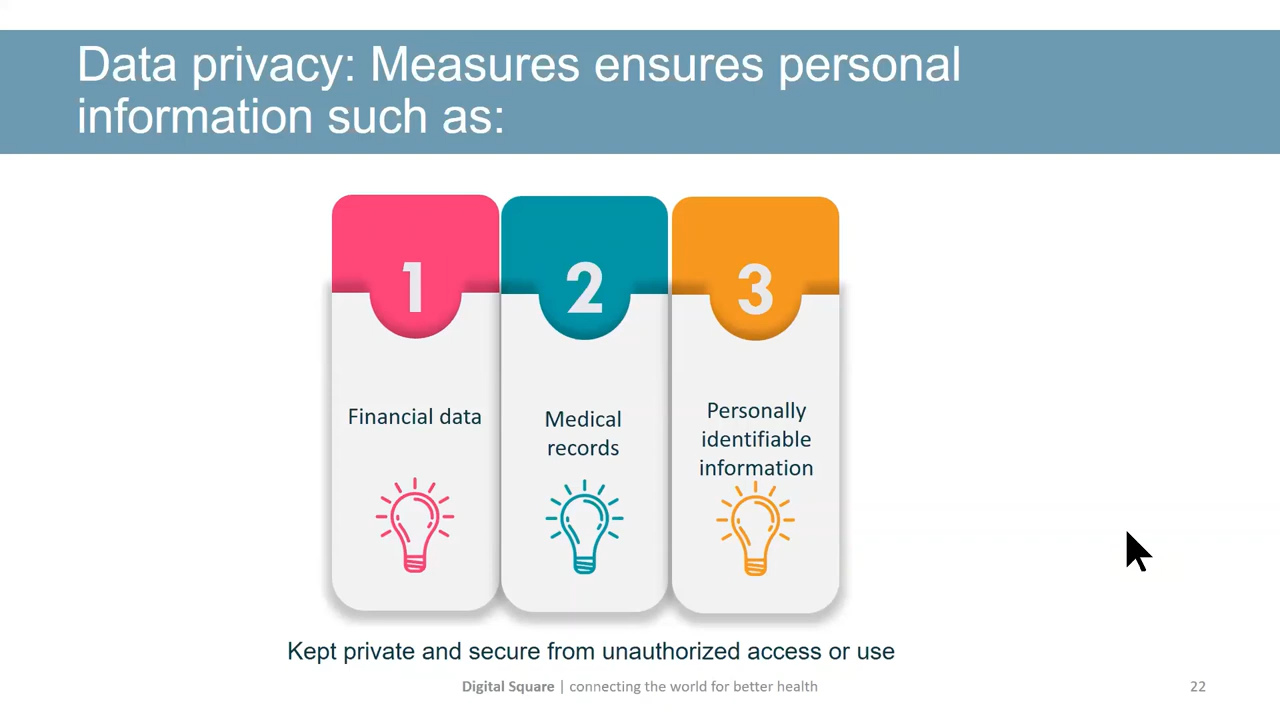 Data privacy: Measures ensures personal
information such as:
1
2
3
Financial data
Medical
records
Personally
identifiable
information
Kept private and secure from unauthorized access or use
Digital Square | connecting the world for better health
22